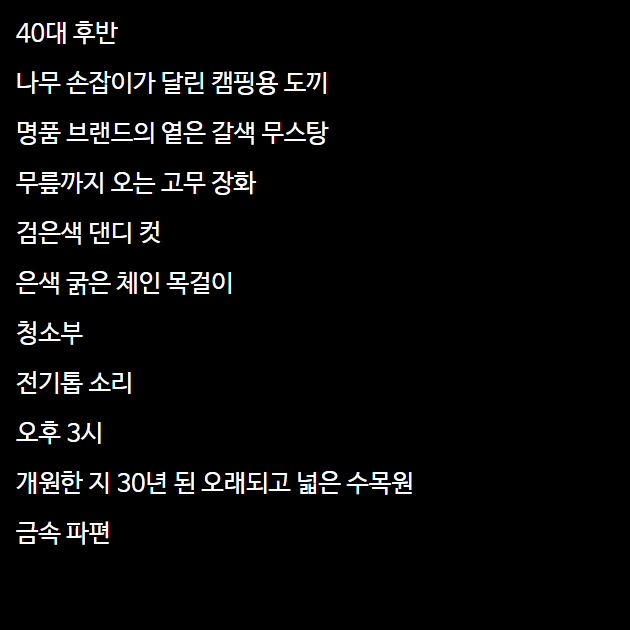 40대 후반
나무 손잡이가 달린 캠핑용 도끼
명품 브랜드의 옅은 갈색 무스탕
무릎까지 오는 고무 장화
검은색 댄디 컷
은색 굵은 체인 목걸이
청소부
전기톱 소리
오후 3시
개원한 지 30년 된 오래되고 넓은 수목원
금속 파편